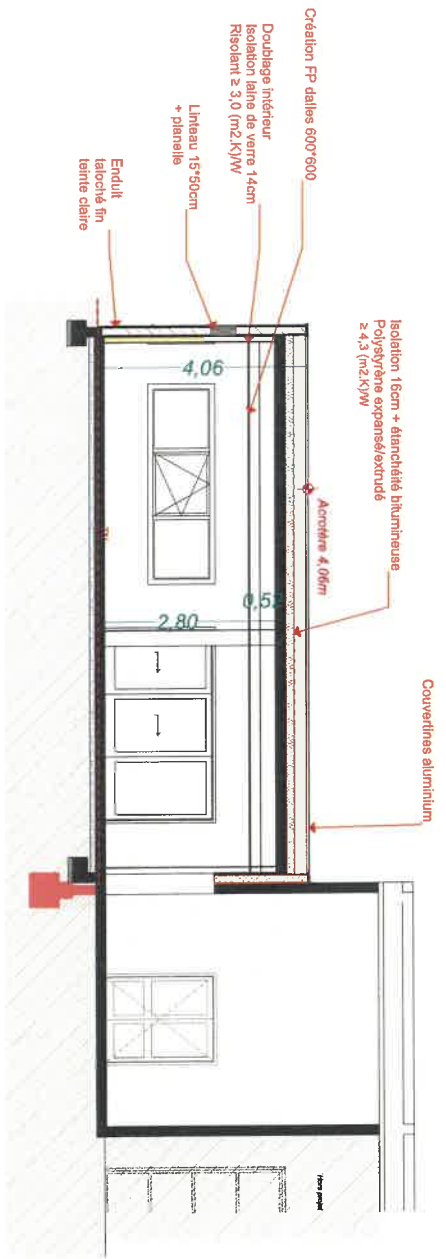 Création FP dalles 600*600
Doublage intérieur
Isolation laine de verre 14cm
Risolant ≥ 3,0 (m2.K)/W
Linteau 15*50cm
+ planelle
Enduit
taloché fin
teinte claire
Isolation 16cm + étanchéité bitumineuse
Polystyrène expansé/extrudé
≥ 4,3 (m2.K)/W
Acrotère 4,06m
Couvertines aluminium
4,06
0,52
2,80
Hors projet